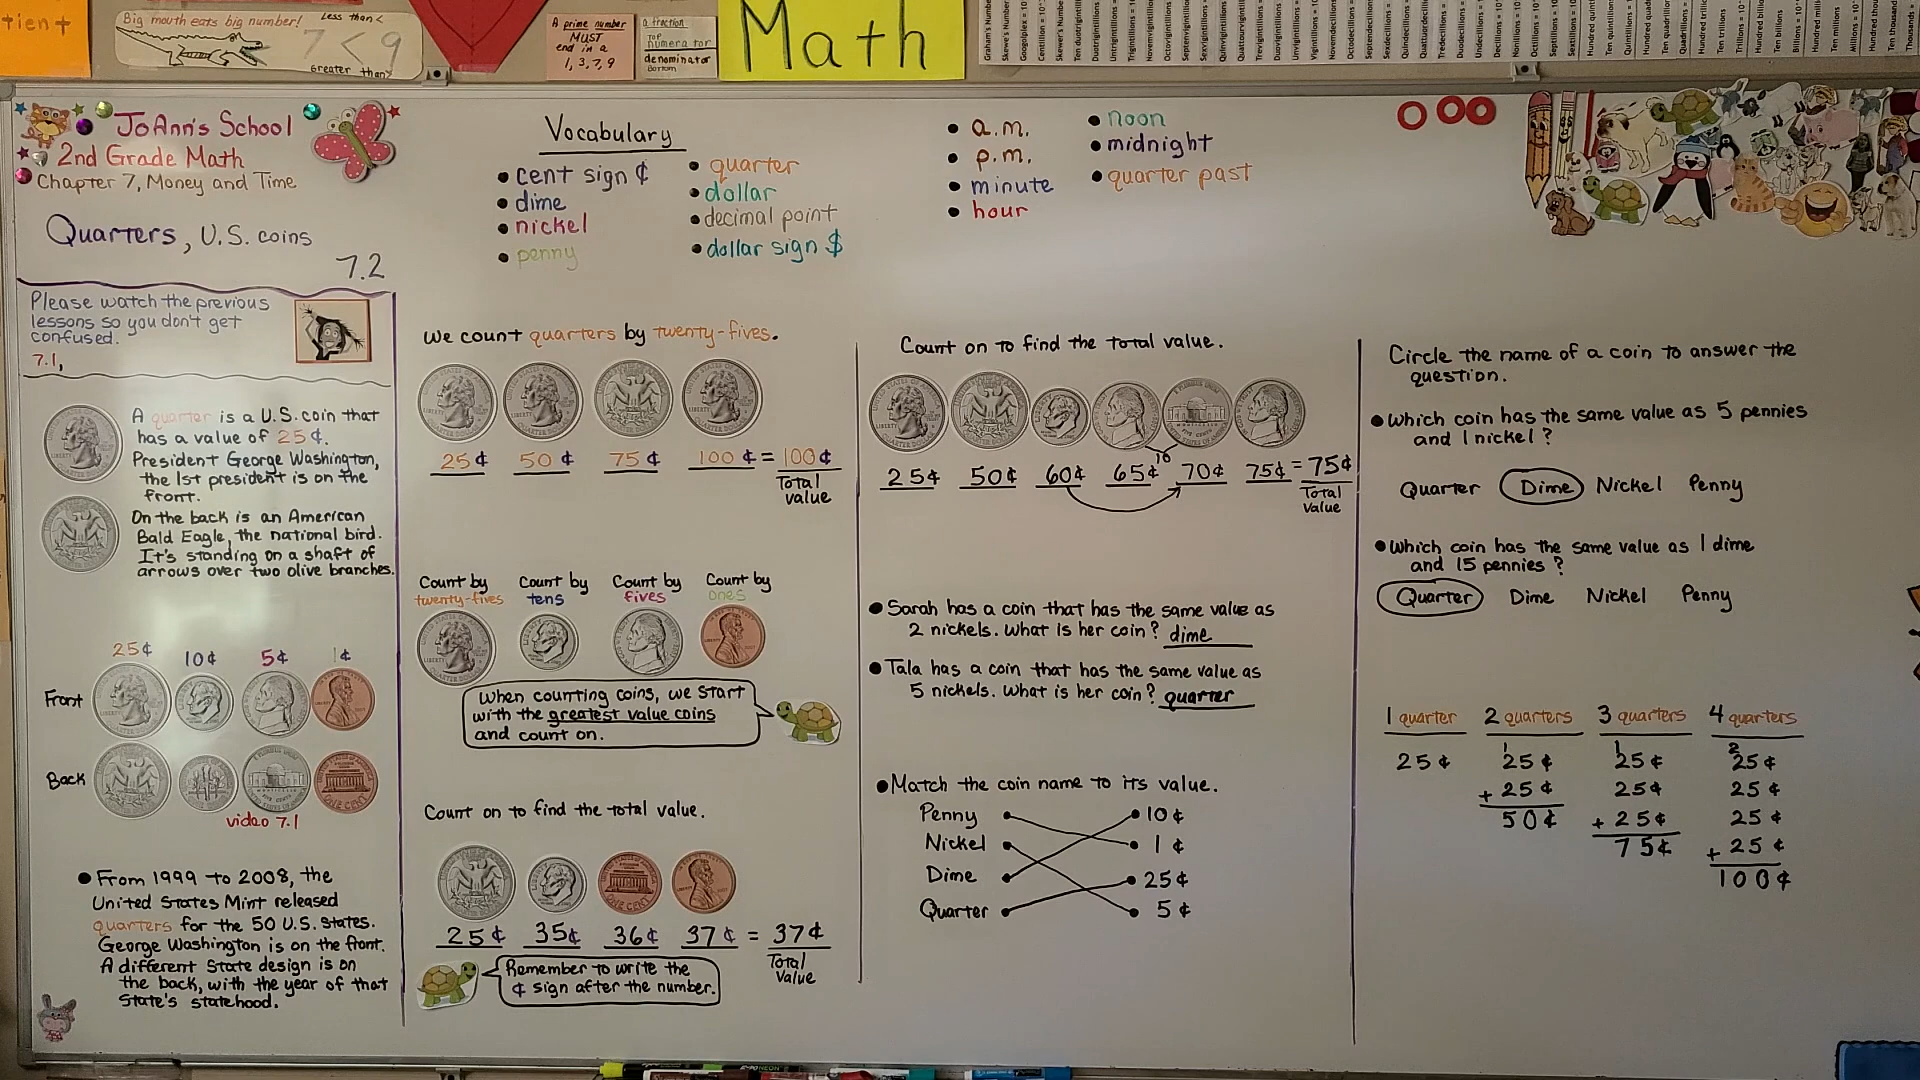 tient
Big mouth eats big number! Less than <
7 < 9
greater than >
A prime number
MUST
end in a
1, 3, 7, 9
a fraction
TOP
numerator
denominator
Bottom
Math
JoAnn's School
2nd Grade Math
Chapter 7, Money and Time
Quarters, U.S. coins
7.2
Please watch the previous
lessons so you don't get
confused.
7.1,
A quarter is a U.S. coin that
has a value of 25¢.
President George Washington,
the 1st president is on the
front.
On the back is an American
Bald Eagle, the national bird.
It's standing on a shaft of
arrows over two olive branches.
25¢ 10¢ 5¢ 1¢
Front
Back
video 7.1
• From 1999 to 2008, the
United States Mint released
quarters for the 50 U.S. States.
George Washington is on the front.
A different State design is on
the back, with the year of that
State's statehood.
Vocabulary
• cent sign ¢
• dime
• nickel
• penny
• quarter
• dollar
• decimal point
• dollar sign $
• a.m.
• p.m.
• minute
• hour
• noon
• midnight
• quarter past
We count quarters by twenty-fives.
25¢ 50¢ 75¢ 100¢ = 100¢
Total
value
Count by
twenty-fives
Count by
tens
Count by
fives
Count by
ones
When counting coins, we start
with the greatest value coins
and count on.
Count on to find the total value.
25¢ 35¢ 36¢ 37¢ = 37¢
Total
Value
Remember to write the
¢ sign after the number.
Count on to find the total value.
10
25¢ 50¢ 60¢ 65¢ 70¢ 75¢ = 75¢
Total
Value
• Sarah has a coin that has the same value as
2 nickels. What is her coin? dime
• Tala has a coin that has the same value as
5 nickels. What is her coin? quarter
• Match the coin name to its value.
Penny • • 10¢
Nickel • • 1¢
Dime • • 25¢
Quarter • • 5¢
Circle the name of a coin to answer the
question.
• Which coin has the same value as 5 pennies
and 1 nickel?
Quarter Dime Nickel Penny
• Which coin has the same value as 1 dime
and 15 pennies?
Quarter Dime Nickel Penny
1 quarter 2 quarters 3 quarters 4 quarters
1 1 2
25¢ 25¢ 25¢ 25¢
+ 25¢ 25¢ 25¢
50¢ + 25¢ 25¢
75¢ + 25¢
100¢